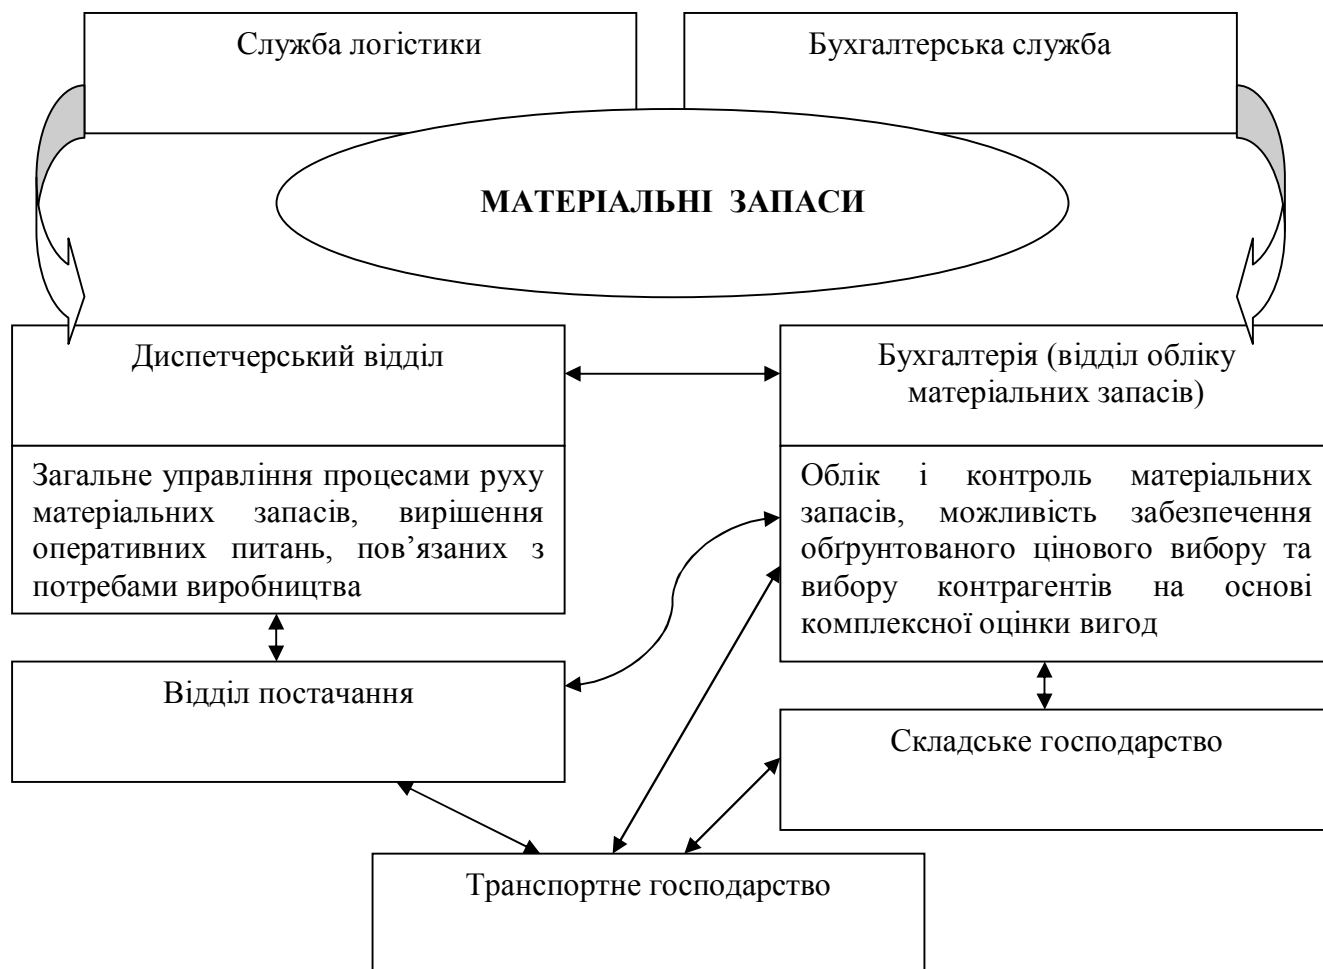 Служба логістики
Бухгалтерська служба
МАТЕРІАЛЬНІ ЗАПАСИ
Диспетчерський відділ
Бухгалтерія (відділ обліку
матеріальних запасів)
Загальне управління процесами руху
матеріальних запасів, вирішення
оперативних питань, пов’язаних з
потребами виробництва
Облік і контроль матеріальних
запасів, можливість забезпечення
обґрунтованого цінового вибору та
вибору контрагентів на основі
комплексної оцінки вигод
Відділ постачання
Складське господарство
Транспортне господарство